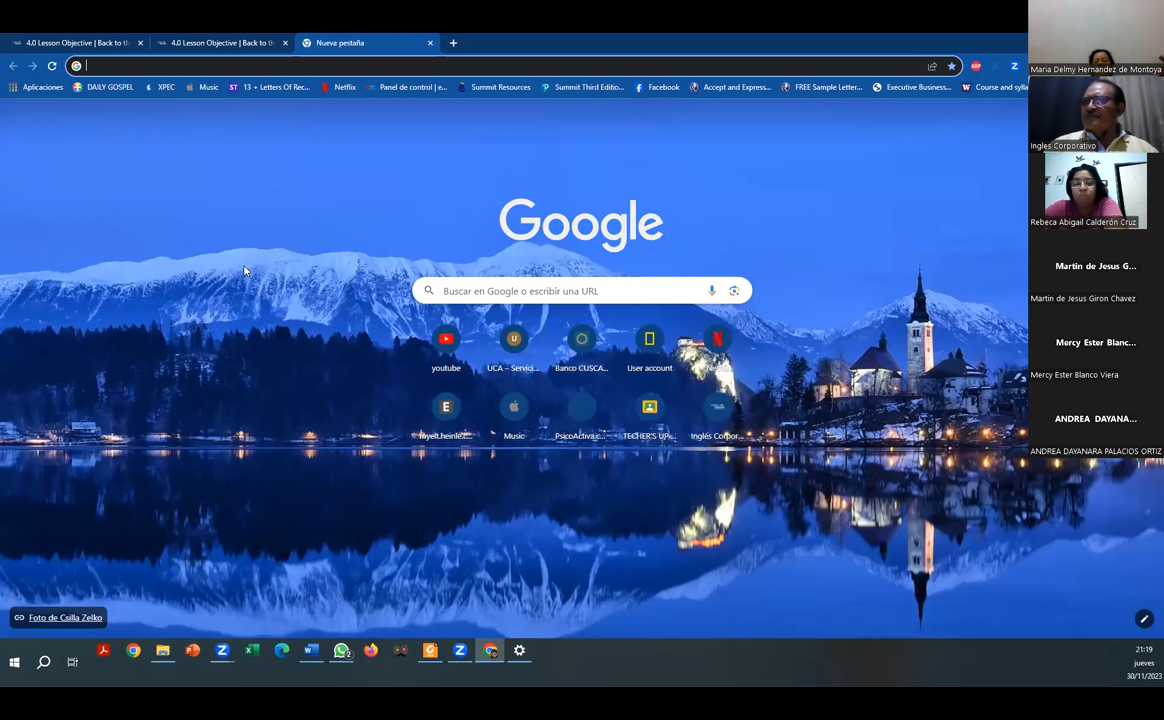 4.0 Lesson Objective | Back to th
4.0 Lesson Objective | Back to th
Nueva pestaña
Aplicaciones
DAILY GOSPEL
XPEC
Music
ST 13 + Letters Of Rec...
Netflix
Panel de control | e...
Summit Resources
Summit Third Editio...
Facebook
Accept and Express...
FREE Sample Letter...
Executive Business...
Course and sylla
Google
Buscar en Google o escribir una URL
youtube
UCA – Servici...
Banco CUSCA...
User account
E
Music
PsicoActiva.c...
TECHER'S UP...
Inglés Corpor...
Foto de Csilla Zelko
21:19
jueves
30/11/2023
Maria Delmy Hernandez de Montoya
Ingles Corporativo
Rebeca Abigail Calderón Cruz
Martin de Jesus G...
Martin de Jesus Giron Chavez
Mercy Ester Blanc...
Mercy Ester Blanco Viera
ANDREA DAYANA...
ANDREA DAYANARA PALACIOS ORTIZ